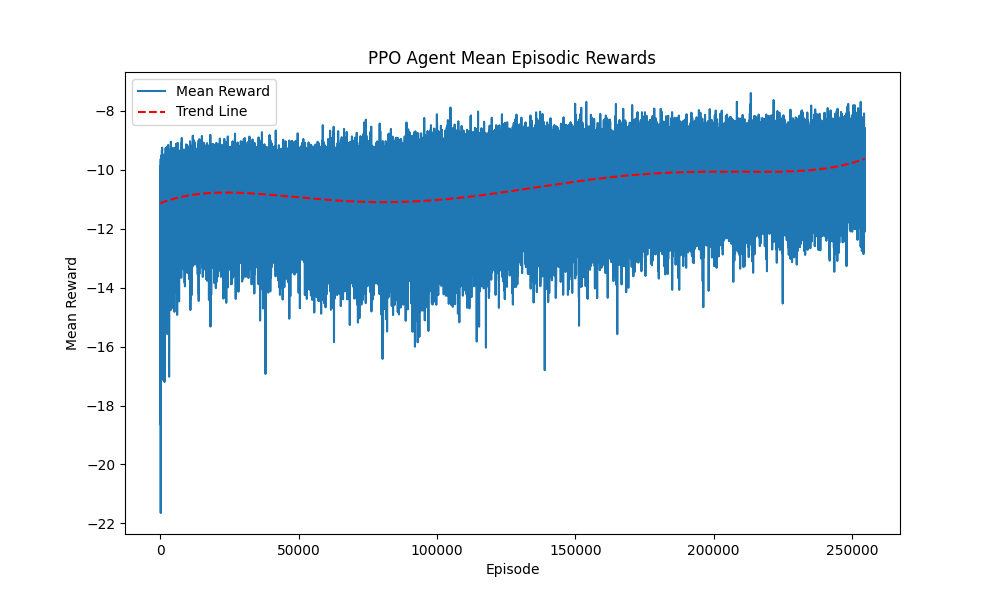 PPO Agent Mean Episodic Rewards
Mean Reward
Trend Line
−8
−10
−12
−14
−16
−18
−20
−22
Mean Reward
0
50000
100000
150000
200000
250000
Episode